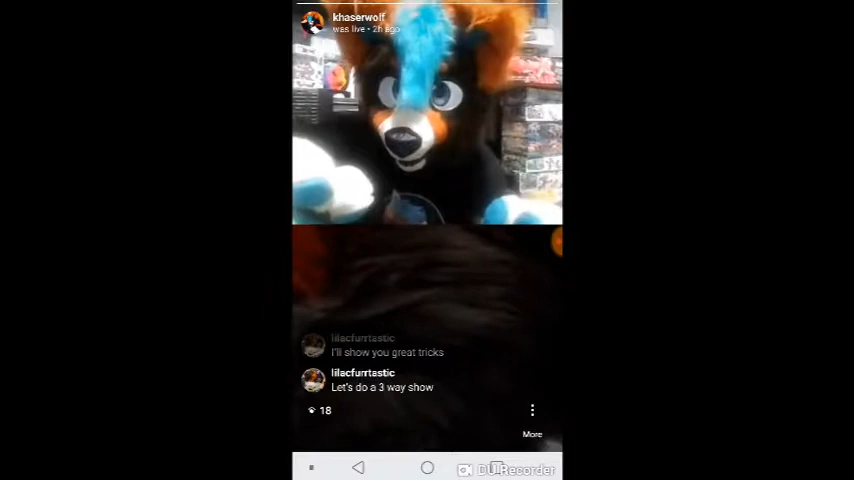 khaserwolf
was live • 2h ago
lilacfurrtastic
I'll show you great tricks
lilacfurrtastic
Let's do a 3 way show
18
More
DU Recorder